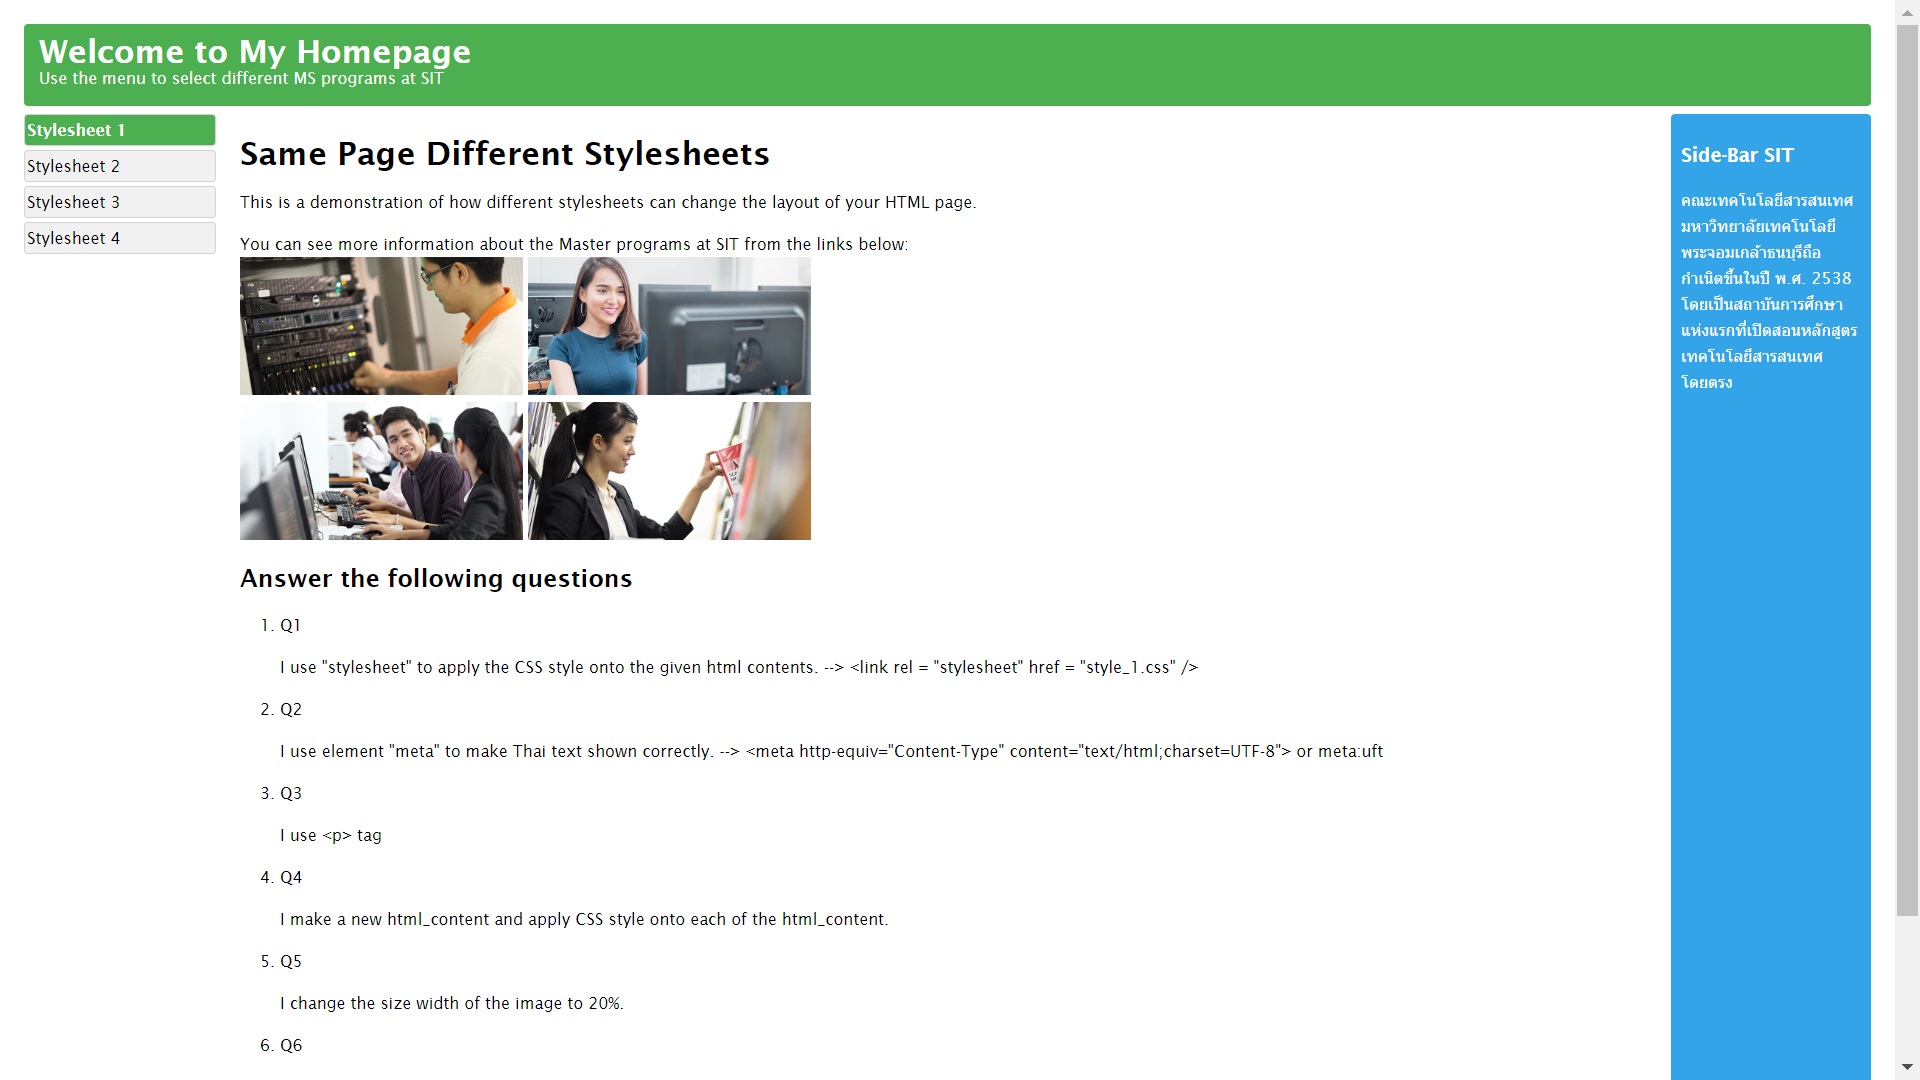 Welcome to My Homepage
Use the menu to select different MS programs at SIT
Stylesheet 1
Stylesheet 2
Stylesheet 3
Stylesheet 4
Same Page Different Stylesheets
This is a demonstration of how different stylesheets can change the layout of your HTML page.
You can see more information about the Master programs at SIT from the links below:
Answer the following questions
1. Q1
I use "stylesheet" to apply the CSS style onto the given html contents. --> <link rel = "stylesheet" href = "style_1.css" />
2. Q2
I use element "meta" to make Thai text shown correctly. --> <meta http-equiv="Content-Type" content="text/html;charset=UTF-8"> or meta:uft
3. Q3
I use <p> tag
4. Q4
I make a new html_content and apply CSS style onto each of the html_content.
5. Q5
I change the size width of the image to 20%.
6. Q6
Side-Bar SIT
คณะเทคโนโลยีสารสนเทศ
มหาวิทยาลัยเทคโนโลยี
พระจอมเกล้าธนบุรีถือ
กำเนิดขึ้นในปี พ.ศ. 2538
โดยเป็นสถาบันการศึกษา
แห่งแรกที่เปิดสอนหลักสูตร
เทคโนโลยีสารสนเทศ
โดยตรง